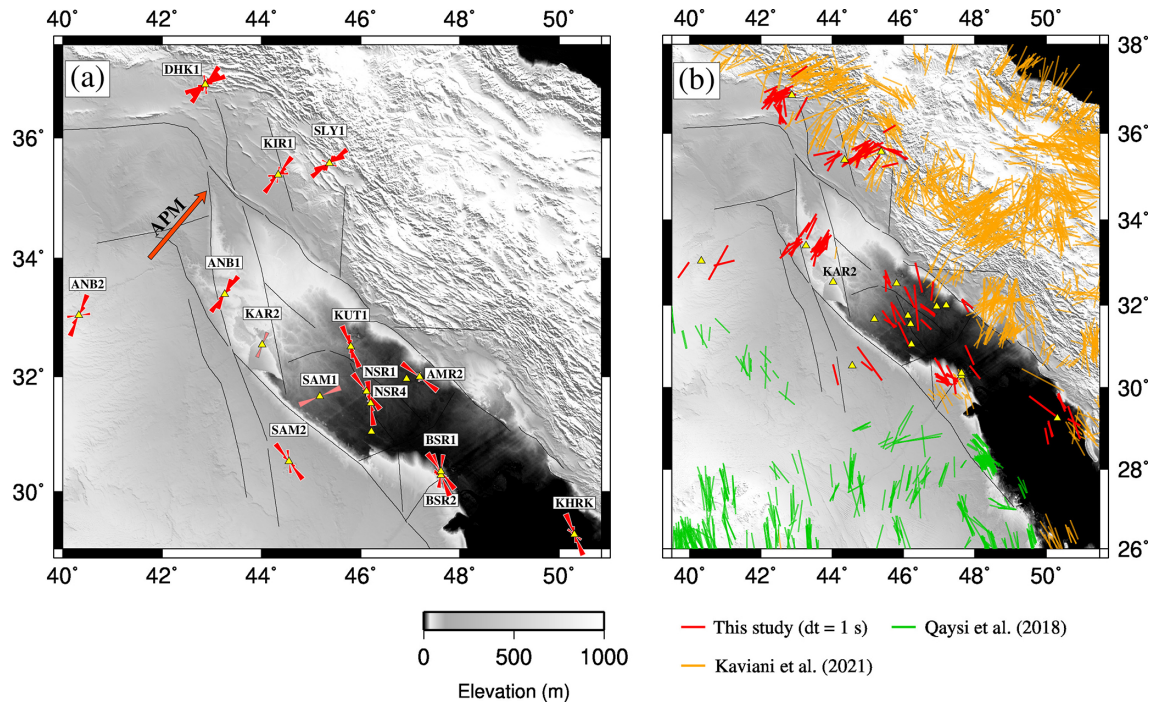 40˚ 42˚ 44˚ 46˚ 48˚ 50˚
(a)
DHK1
KIR1
SLY1
APM
ANB1
ANB2
KAR2
KUT1
SAM1
NSR1
NSR4
AMR2
SAM2
BSR1
BSR2
KHRK
36˚
34˚
32˚
30˚
40˚ 42˚ 44˚ 46˚ 48˚ 50˚
40˚ 42˚ 44˚ 46˚ 48˚ 50˚
(b)
KAR2
38˚
36˚
34˚
32˚
30˚
28˚
26˚
40˚ 42˚ 44˚ 46˚ 48˚ 50˚
0 500 1000
Elevation (m)
This study (dt = 1 s)
Qaysi et al. (2018)
Kaviani et al. (2021)